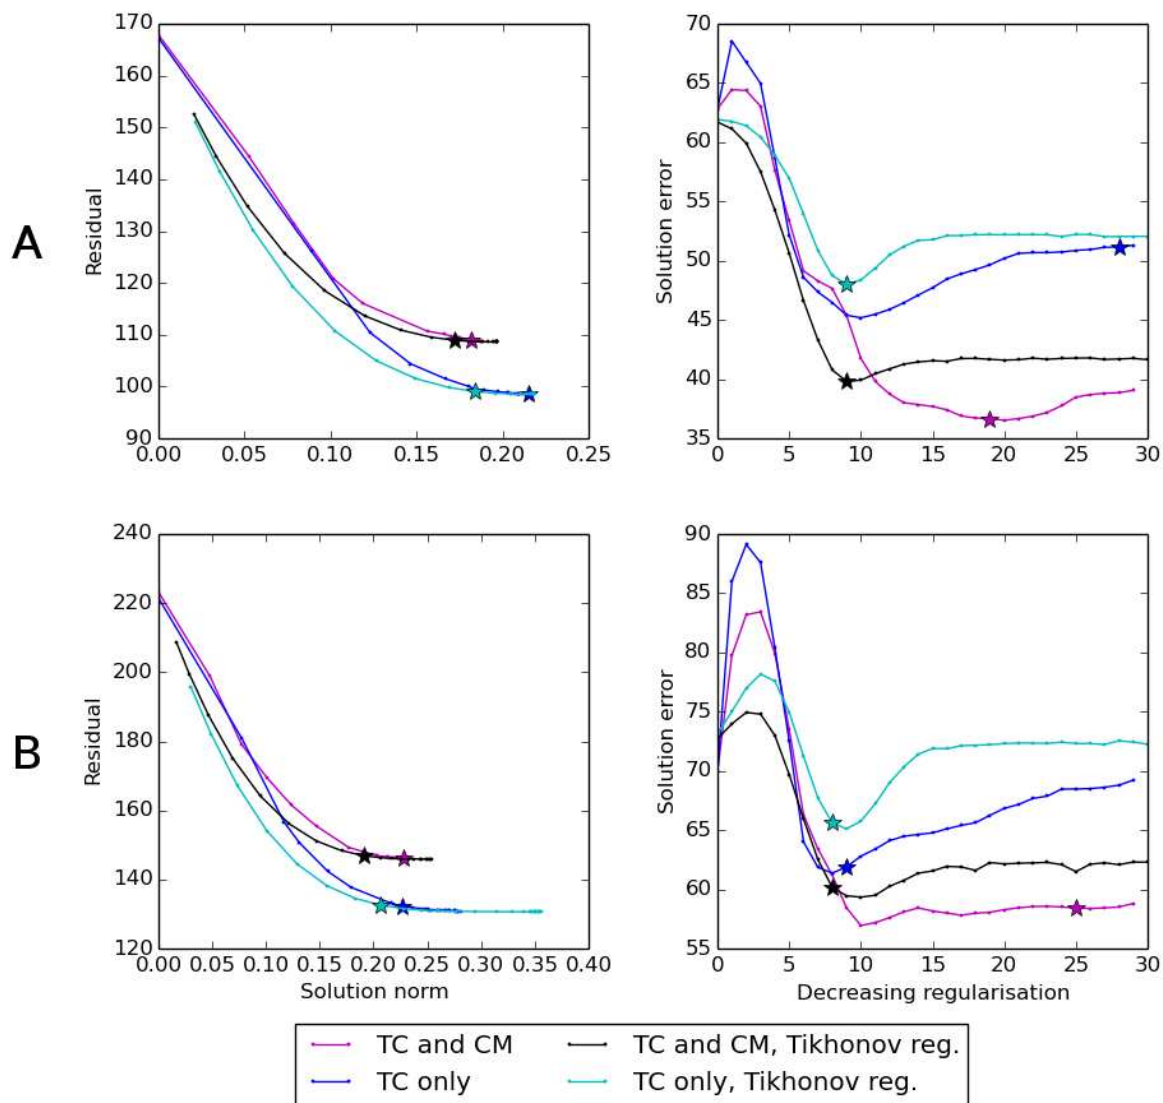 A
170
160
150
140
130
120
110
100
90
Residual
0.00 0.05 0.10 0.15 0.20 0.25
70
65
60
55
50
45
40
35
Solution error
0 5 10 15 20 25 30
B
240
220
200
180
160
140
120
Residual
0.00 0.05 0.10 0.15 0.20 0.25 0.30 0.35 0.40
Solution norm
90
85
80
75
70
65
60
55
Solution error
0 5 10 15 20 25 30
Decreasing regularisation
TC and CM
TC only
TC and CM, Tikhonov reg.
TC only, Tikhonov reg.